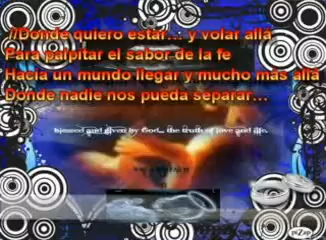 //Donde quiero estar... y volar allá
Para palpitar el sabor de la fe
Hacia un mundo llegar y mucho más allá
Donde nadie nos pueda separar...
blessed and given by God... the truth of love and life.